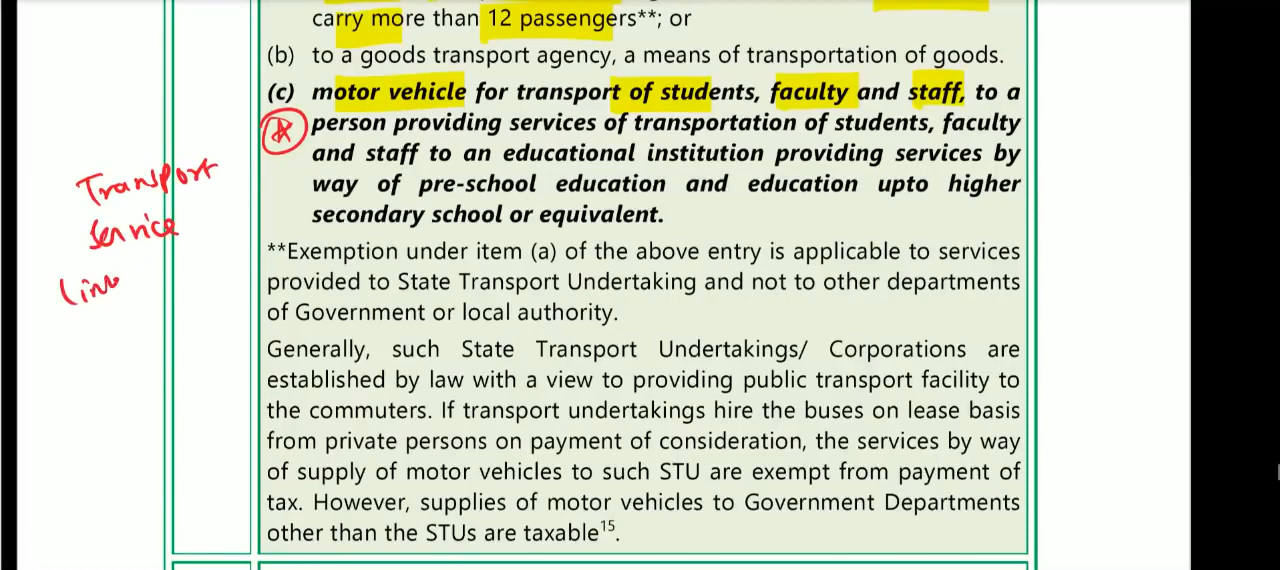 carry more than 12 passengers**; or
(b) to a goods transport agency, a means of transportation of goods.
(c) motor vehicle for transport of students, faculty and staff, to a
person providing services of transportation of students, faculty
and staff to an educational institution providing services by
way of pre-school education and education upto higher
secondary school or equivalent.
**Exemption under item (a) of the above entry is applicable to services
provided to State Transport Undertaking and not to other departments
of Government or local authority.
Generally, such State Transport Undertakings/ Corporations are
established by law with a view to providing public transport facility to
the commuters. If transport undertakings hire the buses on lease basis
from private persons on payment of consideration, the services by way
of supply of motor vehicles to such STU are exempt from payment of
tax. However, supplies of motor vehicles to Government Departments
other than the STUs are taxable15.
Transport
Service